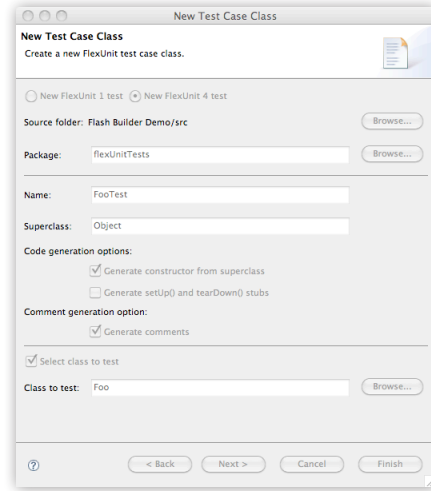 New Test Case Class
New Test Case Class
Create a new FlexUnit test case class.
New FlexUnit 1 test New FlexUnit 4 test
Source folder: Flash Builder Demo/src Browse...
Package: flexUnitTests Browse...
Name: FooTest
Superclass: Object
Code generation options:
Generate constructor from superclass
Generate setUp() and tearDown() stubs
Comment generation option:
Generate comments
Select class to test
Class to test: Foo Browse...
? < Back Next > Cancel Finish